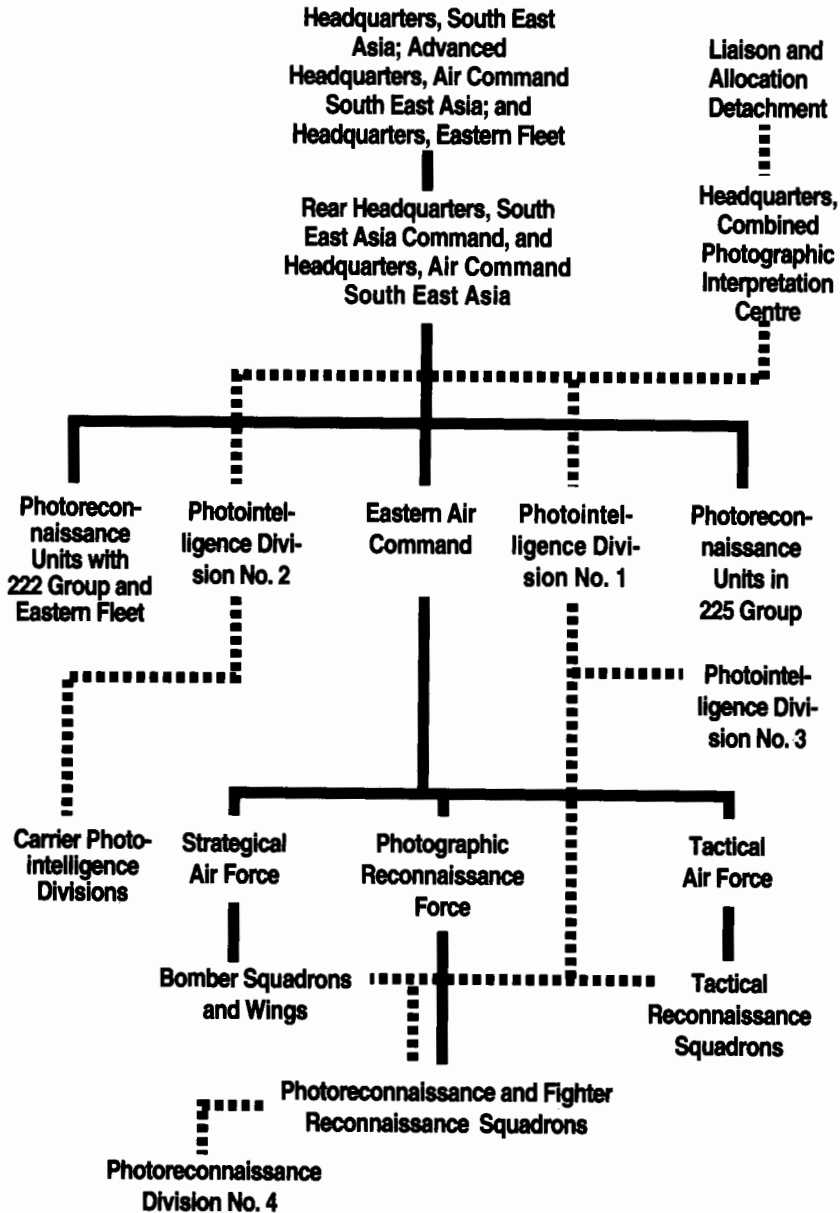 Headquarters, South East
Asia; Advanced
Headquarters, Air Command
South East Asia; and
Headquarters, Eastern Fleet
Liaison and
Allocation
Detachment
Rear Headquarters, South
East Asia Command, and
Headquarters, Air Command
South East Asia
Headquarters,
Combined
Photographic
Interpretation
Centre
Photorecon-
naissance
Units with
222 Group and
Eastern Fleet
Photointel-
ligence Divi-
sion No. 2
Eastern Air
Command
Photointel-
ligence Divi-
sion No. 1
Photorecon-
naissance
Units in
225 Group
Photointel-
ligence Divi-
sion No. 3
Carrier Photo-
intelligence
Divisions
Strategical
Air Force
Photographic
Reconnaissance
Force
Tactical
Air Force
Bomber Squadrons
and Wings
Tactical
Reconnaissance
Squadrons
Photoreconnaissance and Fighter
Reconnaissance Squadrons
Photoreconnaissance
Division No. 4